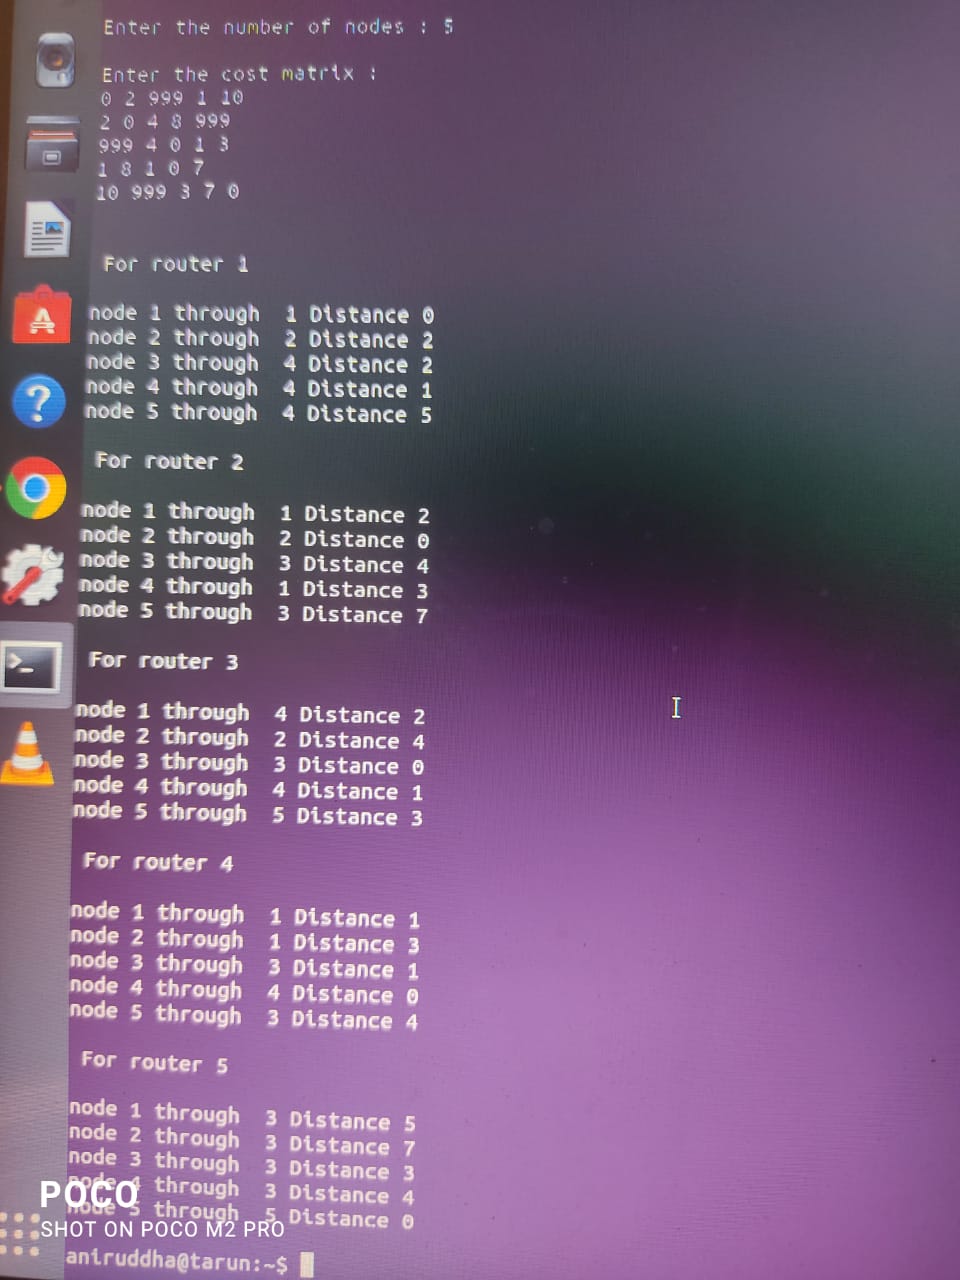 Enter the number of nodes : 5
Enter the cost matrix :
0 2 999 1 10
2 0 4 8 999
999 4 0 1 3
1 8 1 0 7
10 999 3 7 0
For router 1
node 1 through 1 Distance 0
node 2 through 2 Distance 2
node 3 through 4 Distance 2
node 4 through 4 Distance 1
node 5 through 4 Distance 5
For router 2
node 1 through 1 Distance 2
node 2 through 2 Distance 0
node 3 through 3 Distance 4
node 4 through 1 Distance 3
node 5 through 3 Distance 7
For router 3
node 1 through 4 Distance 2
node 2 through 2 Distance 4
node 3 through 3 Distance 0
node 4 through 4 Distance 1
node 5 through 5 Distance 3
For router 4
node 1 through 1 Distance 1
node 2 through 1 Distance 3
node 3 through 3 Distance 1
node 4 through 4 Distance 0
node 5 through 3 Distance 4
For router 5
node 1 through 3 Distance 5
node 2 through 3 Distance 7
node 3 through 3 Distance 3
node 4 through 3 Distance 4
node 5 through 5 Distance 0
POCO
SHOT ON POCO M2 PRO
aniruddha@tarun:~$